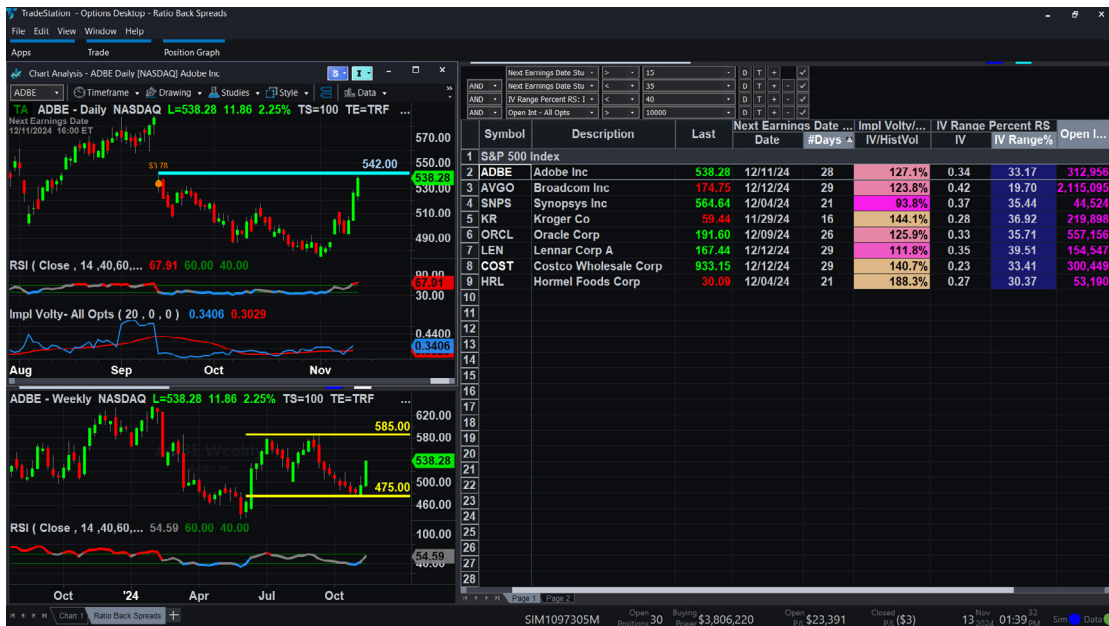 TradeStation - Options Desktop - Ratio Back Spreads
File Edit View Window Help
Apps Trade Position Graph
Chart Analysis - ADBE Daily [NASDAQ] Adobe Inc S I
ADBE Timeframe Drawing Studies Style Data
TA ADBE - Daily NASDAQ L=538.28 11.86 2.25% TS=100 TE=TRF ...
Next Earnings Date
12/11/2024 16:00 ET
570.00
$3.78
542.00
550.00
538.28
530.00
510.00
490.00
RSI ( Close , 14 ,40,60,... 67.91 60.00 40.00
90.00
67.91
30.00
Impl Volty- All Opts ( 20 , 0 , 0 ) 0.3406 0.3029
0.4400
0.3406
Aug Sep Oct Nov
ADBE - Weekly NASDAQ L=538.28 11.86 2.25% TS=100 TE=TRF ...
620.00
585.00
580.00
538.28
500.00
475.00
460.00
RSI ( Close , 14 ,40,60,... 54.59 60.00 40.00
100.00
54.59
40.00
Oct '24 Apr Jul Oct
Chart 1 Ratio Back Spreads +
Next Earnings Date Stu > 15 D T +
AND Next Earnings Date Stu < 35 D T + -
AND IV Range Percent RS: I < 40 D T + -
AND Open Int - All Opts > 10000 D T + -
Symbol Description Last Next Earnings Date ... Impl Volty/... IV Range Percent RS Open I...
Date #Days IV/HistVol IV IV Range%
1 S&P 500 Index
2 ADBE Adobe Inc 538.28 12/11/24 28 127.1% 0.34 33.17 312,956
3 AVGO Broadcom Inc 174.75 12/12/24 29 123.8% 0.42 19.70 2,115,095
4 SNPS Synopsys Inc 564.64 12/04/24 21 93.8% 0.37 35.44 44,524
5 KR Kroger Co 59.44 11/29/24 16 144.1% 0.28 36.92 219,898
6 ORCL Oracle Corp 191.60 12/09/24 26 125.9% 0.33 35.71 557,156
7 LEN Lennar Corp A 167.44 12/12/24 29 111.8% 0.35 39.51 154,547
8 COST Costco Wholesale Corp 933.15 12/12/24 29 140.7% 0.23 33.41 300,449
9 HRL Hormel Foods Corp 30.09 12/04/24 21 188.3% 0.27 30.37 53,190
10
11
12
13
14
15
16
17
18
19
20
21
22
23
24
25
26
27
28
Page 1 Page 2
SIM1097305M Open Positions 30 Buying Power $3,806,220 Open P/L $23,391 Closed P/L ($3) 13 Nov 2024 01:39 32 PM Sim Data